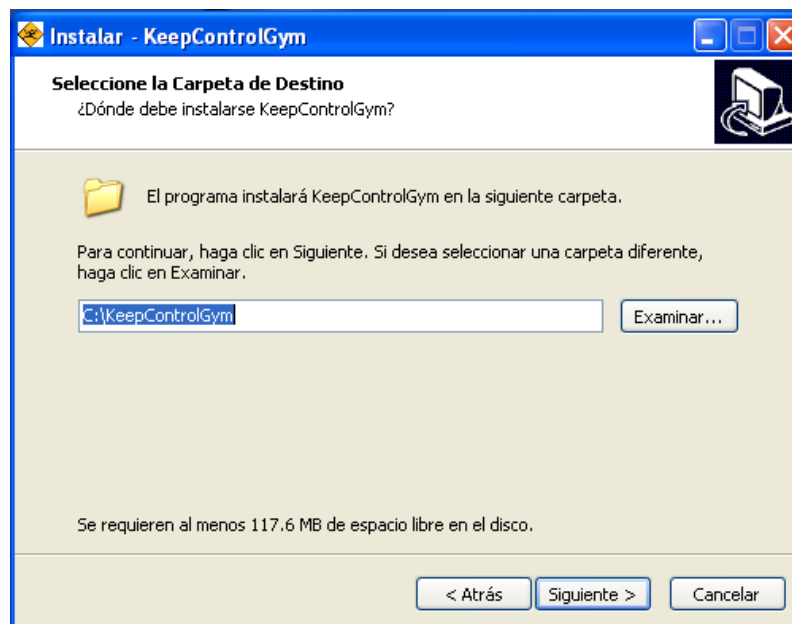 Instalar - KeepControlGym
Seleccione la Carpeta de Destino
¿Dónde debe instalarse KeepControlGym?
El programa instalará KeepControlGym en la siguiente carpeta.
Para continuar, haga clic en Siguiente. Si desea seleccionar una carpeta diferente,
haga clic en Examinar.
C:\KeepControlGym
Examinar...
Se requieren al menos 117.6 MB de espacio libre en el disco.
< Atrás
Siguiente >
Cancelar